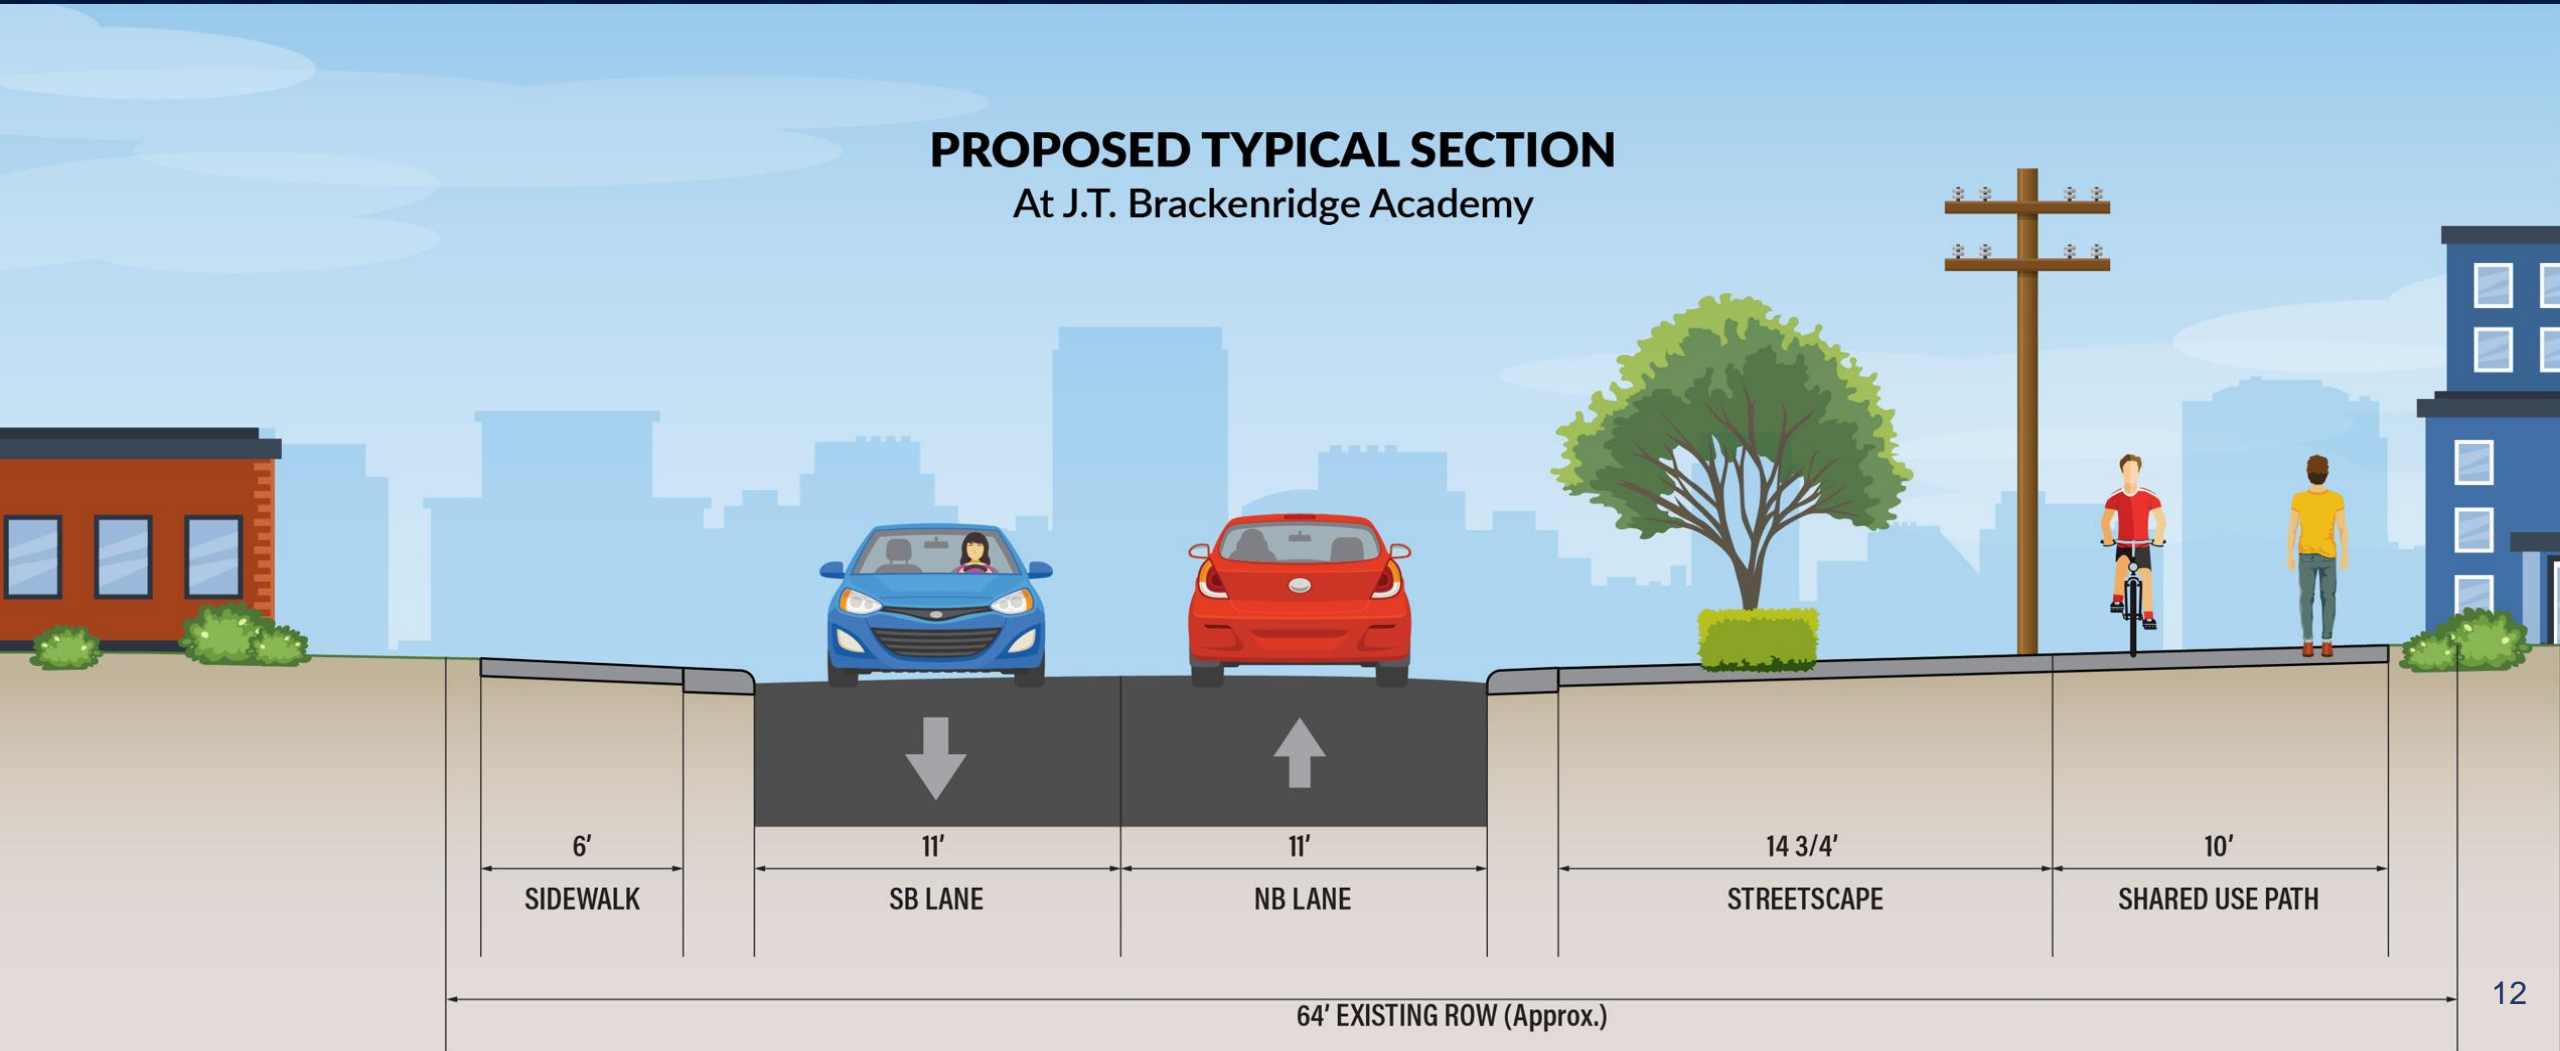 PROPOSED TYPICAL SECTION
At J.T. Brackenridge Academy
6'
11'
11'
14 3/4'
10'
SIDEWALK
SB LANE
NB LANE
STREETSCAPE
SHARED USE PATH
64' EXISTING ROW (Approx.)
12